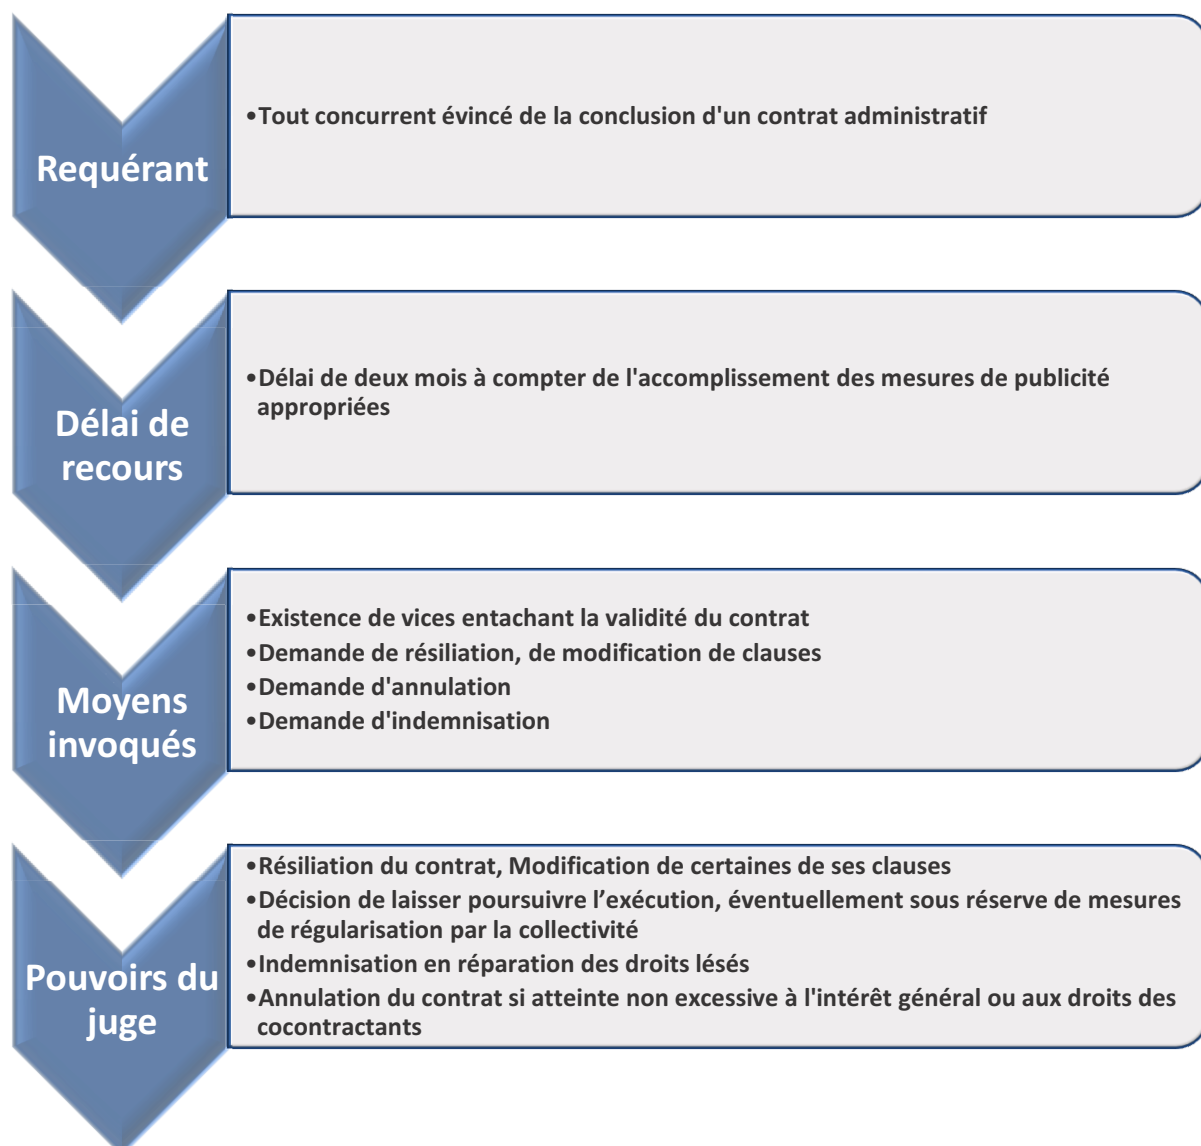 Requérant
•Tout concurrent évincé de la conclusion d'un contrat administratif
Délai de
recours
•Délai de deux mois à compter de l'accomplissement des mesures de publicité
appropriées
Moyens
invoqués
•Existence de vices entachant la validité du contrat
•Demande de résiliation, de modification de clauses
•Demande d'annulation
•Demande d'indemnisation
Pouvoirs du
juge
•Résiliation du contrat, Modification de certaines de ses clauses
•Décision de laisser poursuivre l’exécution, éventuellement sous réserve de mesures
de régularisation par la collectivité
•Indemnisation en réparation des droits lésés
•Annulation du contrat si atteinte non excessive à l'intérêt général ou aux droits des
cocontractants